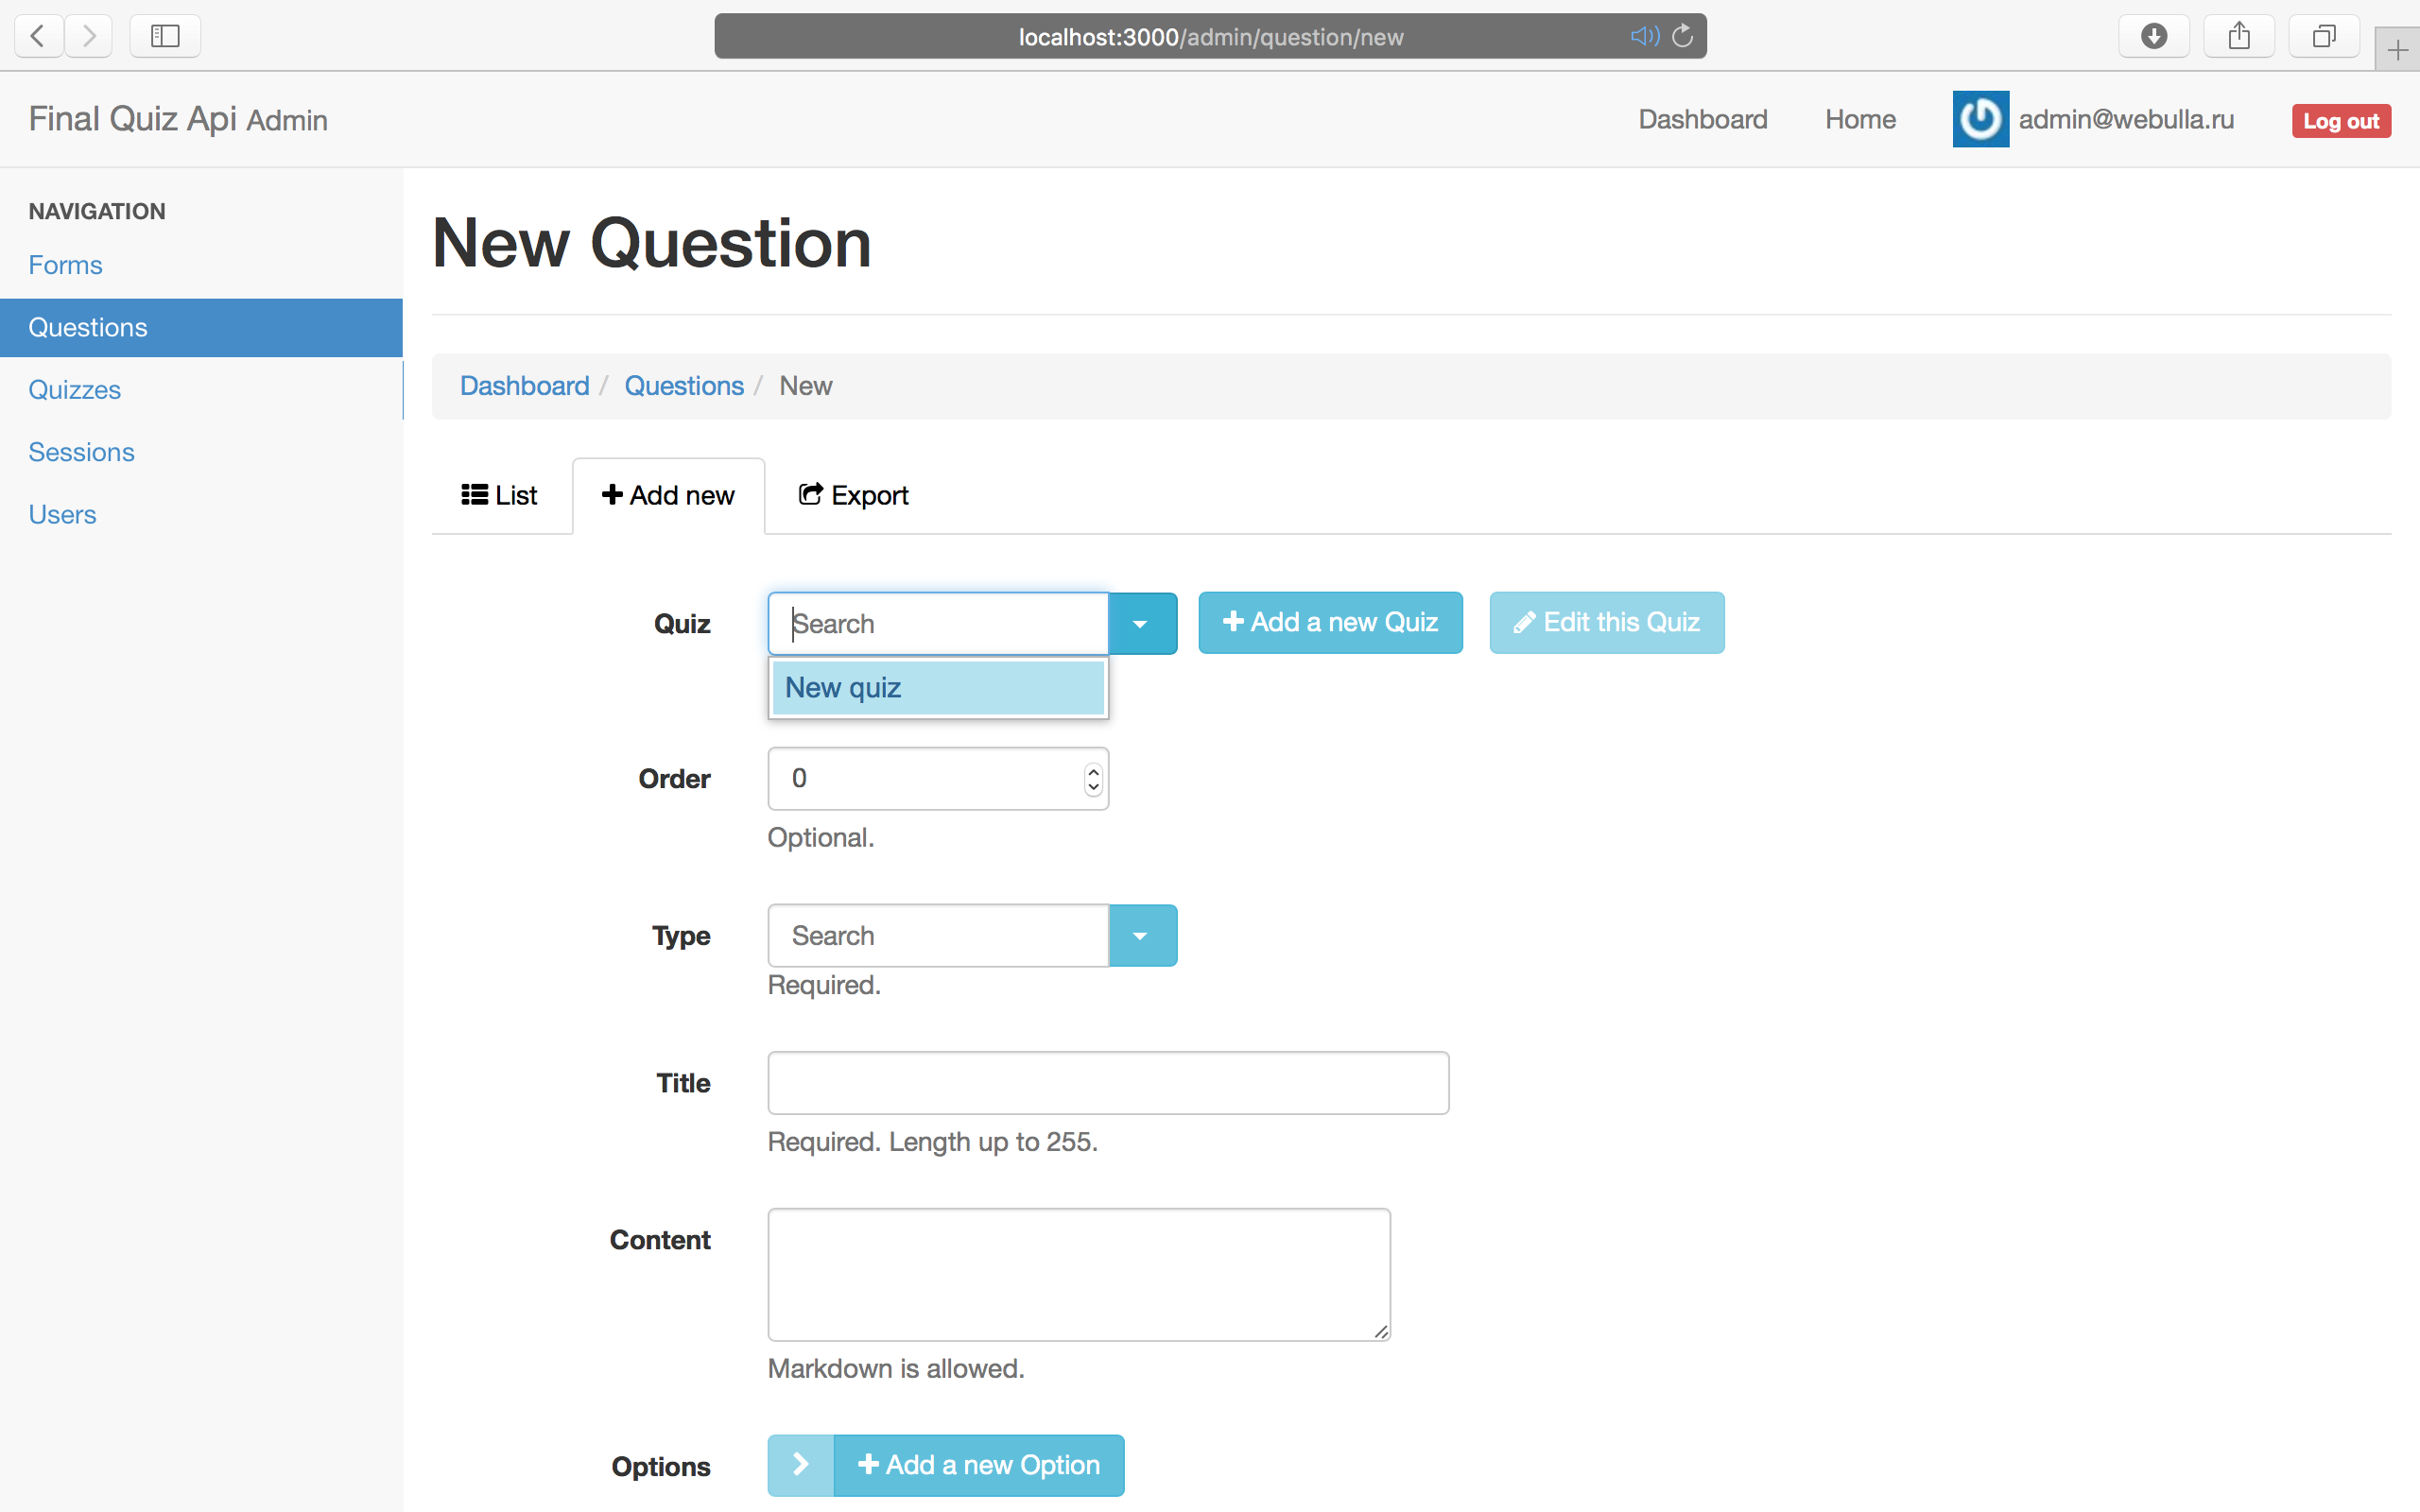 localhost:3000/admin/question/new
Final Quiz Api Admin
Dashboard
Home
admin@webulla.ru
Log out
NAVIGATION
Forms
Questions
Quizzes
Sessions
Users
New Question
Dashboard / Questions / New
List
Add new
Export
Quiz
Search
Add a new Quiz
Edit this Quiz
New quiz
Order
0
Optional.
Type
Search
Required.
Title
Required. Length up to 255.
Content
Markdown is allowed.
Options
Add a new Option